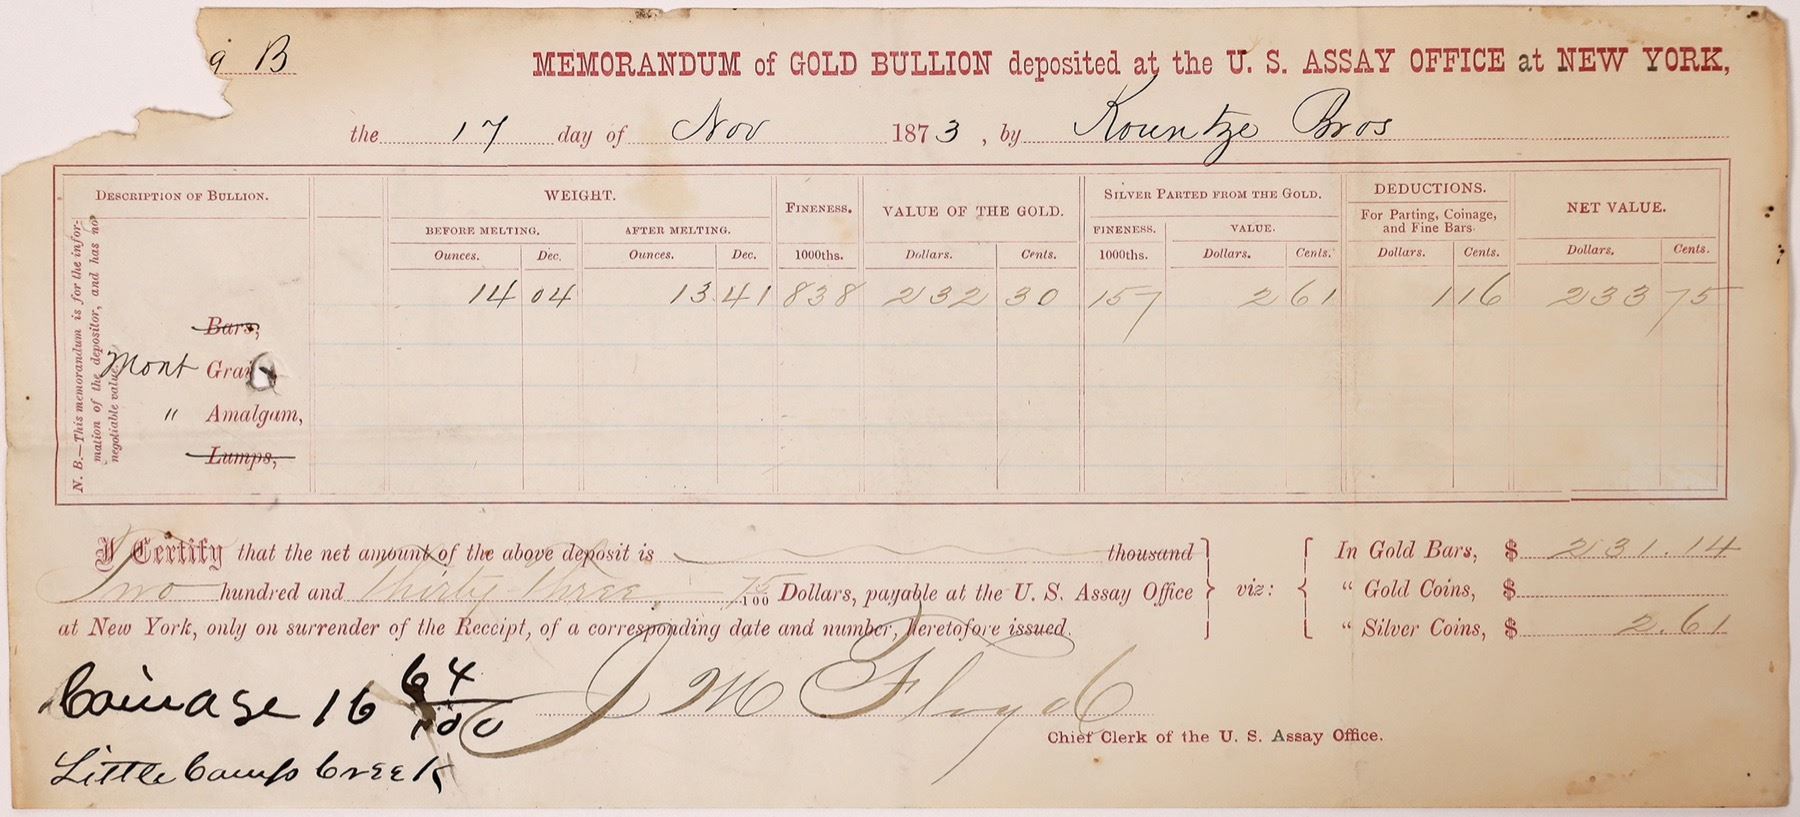 9 B
MEMORANDUM of GOLD BULLION deposited at the U. S. ASSAY OFFICE at NEW YORK,
the 17 day of Nov 1873, by Kountze Bros
DESCRIPTION OF BULLION. WEIGHT. FINENESS. VALUE OF THE GOLD. SILVER PARTED FROM THE GOLD. DEDUCTIONS. NET VALUE.
BEFORE MELTING. AFTER MELTING. FINENESS. VALUE. For Parting, Coinage, and Fine Bars.
Ounces. Dec. Ounces. Dec. 1000ths. Dollars. Cents. 1000ths. Dollars. Cents. Dollars. Cents. Dollars. Cents.
14 04 13 41 838 232 30 157 2 61 1 16 233 75
N. B.—This memorandum is for the infor-
mation of the depositor, and has no
negotiable value.
Bars,
Mont Grai
" Amalgam,
Lumps,
I Certify that the net amount of the above deposit is thousand
Two hundred and thirty three 75/100 Dollars, payable at the U. S. Assay Office
at New York, only on surrender of the Receipt, of a corresponding date and number, heretofore issued.
viz:
In Gold Bars, $ 231.14
" Gold Coins, $
" Silver Coins, $ 2.61
J M Floyd
Chief Clerk of the U. S. Assay Office.
Coinage 16 64/100
Little Camp Creek